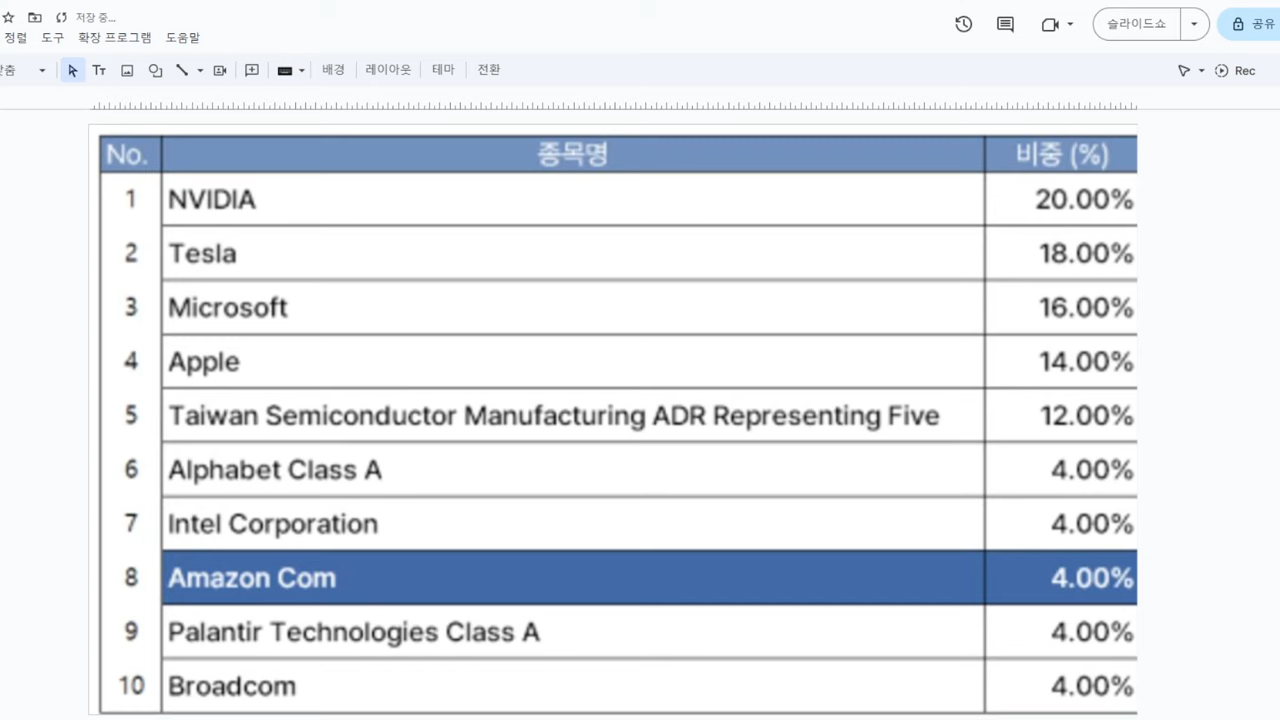 저장 중...
정렬 도구 확장 프로그램 도움말
슬라이드쇼 공유
배경 레이아웃 테마 전환 Rec
No. 종목명 비중 (%)
1 NVIDIA 20.00%
2 Tesla 18.00%
3 Microsoft 16.00%
4 Apple 14.00%
5 Taiwan Semiconductor Manufacturing ADR Representing Five 12.00%
6 Alphabet Class A 4.00%
7 Intel Corporation 4.00%
8 Amazon Com 4.00%
9 Palantir Technologies Class A 4.00%
10 Broadcom 4.00%